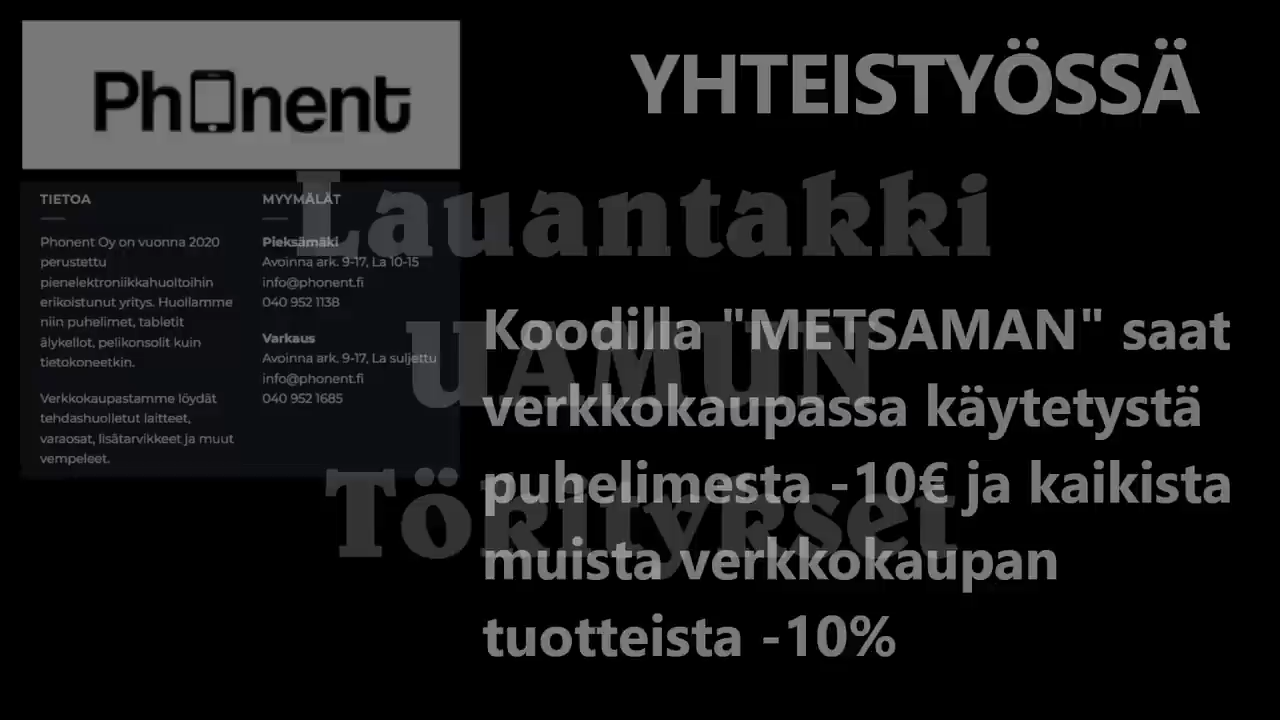 Phonent
YHTEISTYÖSSÄ
TIETOA
Phonent Oy on vuonna 2020
perustettu
pienelektroniikkahuoltoihin
erikoistunut yritys. Huollamme
niin puhelimet, tabletit
älykellot, pelikonsolit kuin
tietokoneetkin.
Verkkokaupastamme löydät
tehdashuolletut laitteet,
varaosat, lisätarvikkeet ja muut
vempeleet.
MYYMÄLÄT
Pieksämäki
Avoinna ark. 9-17, La 10-15
info@phonent.fi
040 952 1138
Varkaus
Avoinna ark. 9-17, La suljettu
info@phonent.fi
040 952 1685
Lauantakki
UAMUN
Tökitykset
Koodilla "METSAMAN" saat
verkkokaupassa käytetystä
puhelimesta -10€ ja kaikista
muista verkkokaupan
tuotteista -10%